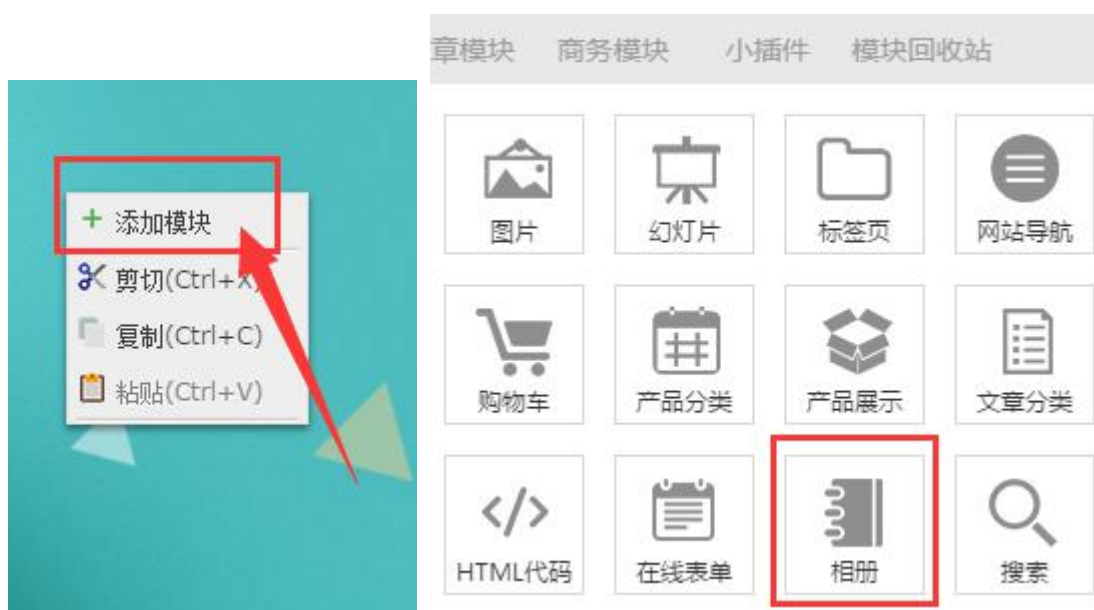 添加模块
剪切(Ctrl+X)
复制(Ctrl+C)
粘贴(Ctrl+V)
章模块 商务模块 小插件 模块回收站
图片 幻灯片 标签页 网站导航
购物车 产品分类 产品展示 文章分类
HTML代码 在线表单 相册 搜索